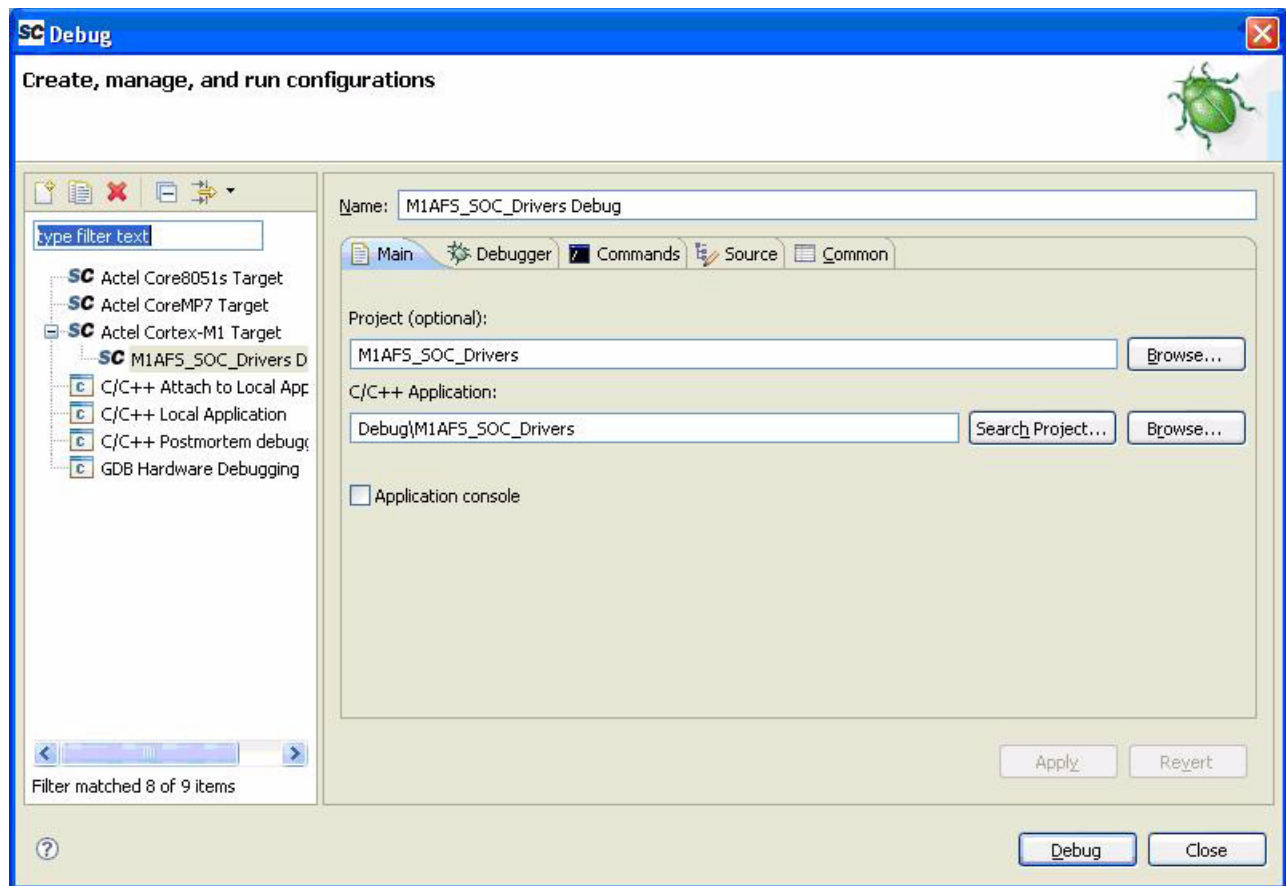 SC Debug
Create, manage, and run configurations
type filter text
SC Actel Core8051s Target
SC Actel CoreMP7 Target
SC Actel Cortex-M1 Target
SC M1AFS_SOC_Drivers D
C/C++ Attach to Local App
C/C++ Local Application
C/C++ Postmortem debugg
GDB Hardware Debugging
Filter matched 8 of 9 items
Name: M1AFS_SOC_Drivers Debug
Main Debugger Commands Source Common
Project (optional):
M1AFS_SOC_Drivers Browse...
C/C++ Application:
Debug\M1AFS_SOC_Drivers Search Project... Browse...
Application console
Apply Revert
Debug Close